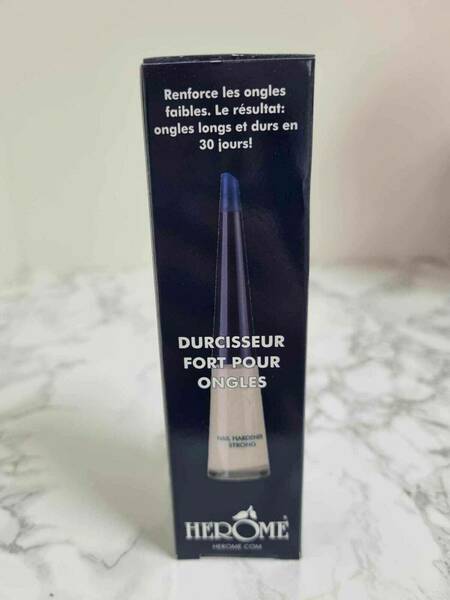 Renforce les ongles
faibles. Le résultat:
ongles longs et durs en
30 jours!
DURCISSEUR
FORT POUR
ONGLES
NAIL HARDENER
STRONG
HERÔME
HEROME.COM